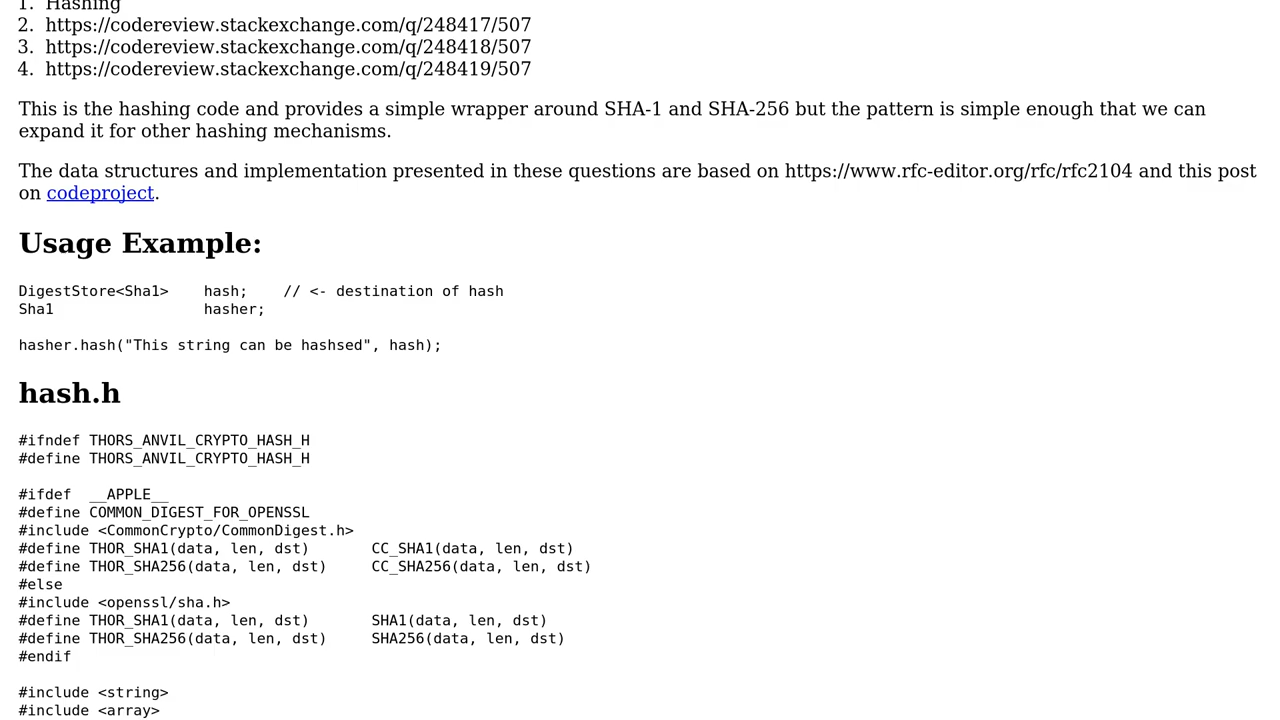 1. Hashing
2. https://codereview.stackexchange.com/q/248417/507
3. https://codereview.stackexchange.com/q/248418/507
4. https://codereview.stackexchange.com/q/248419/507
This is the hashing code and provides a simple wrapper around SHA-1 and SHA-256 but the pattern is simple enough that we can
expand it for other hashing mechanisms.
The data structures and implementation presented in these questions are based on https://www.rfc-editor.org/rfc/rfc2104 and this post
on codeproject.
Usage Example:
DigestStore<Sha1>    hash;    // <- destination of hash
Sha1                 hasher;
hasher.hash("This string can be hashsed", hash);
hash.h
#ifndef THORS_ANVIL_CRYPTO_HASH_H
#define THORS_ANVIL_CRYPTO_HASH_H
#ifdef  __APPLE__
#define COMMON_DIGEST_FOR_OPENSSL
#include <CommonCrypto/CommonDigest.h>
#define THOR_SHA1(data, len, dst)       CC_SHA1(data, len, dst)
#define THOR_SHA256(data, len, dst)     CC_SHA256(data, len, dst)
#else
#include <openssl/sha.h>
#define THOR_SHA1(data, len, dst)       SHA1(data, len, dst)
#define THOR_SHA256(data, len, dst)     SHA256(data, len, dst)
#endif
#include <string>
#include <array>